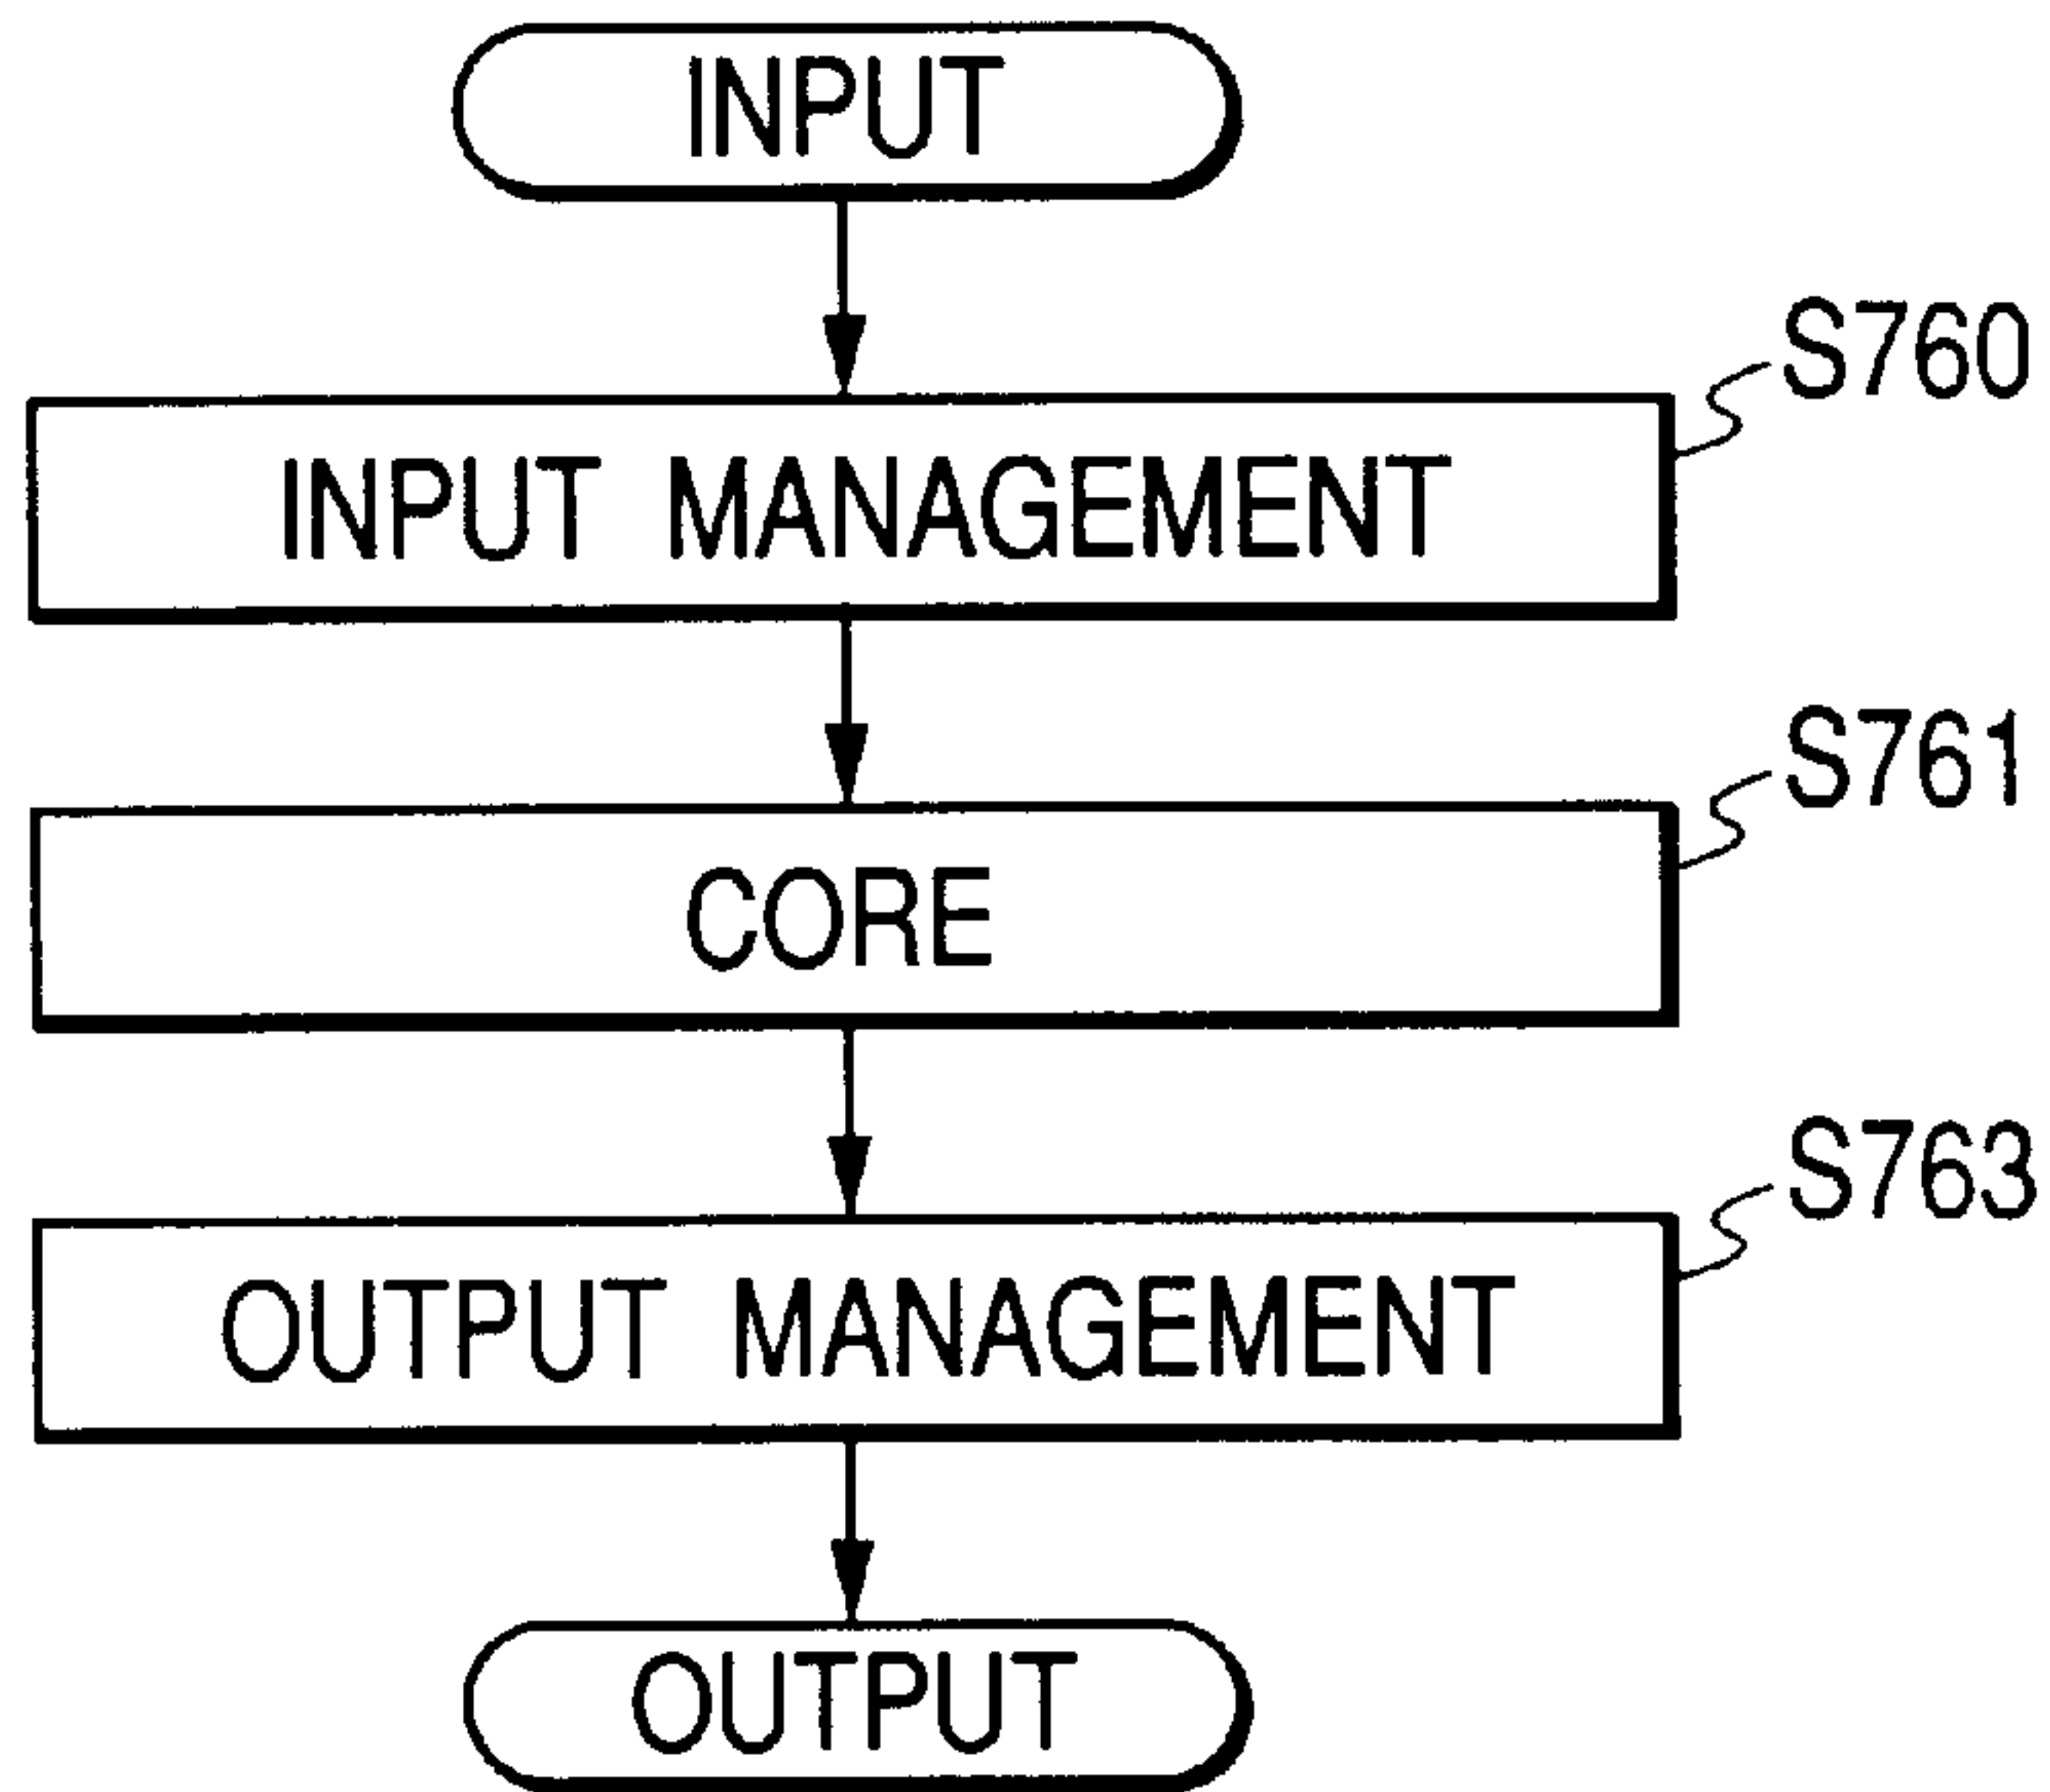 INPUT
S760
INPUT MANAGEMENT
S761
CORE
S763
OUTPUT MANAGEMENT
OUTPUT